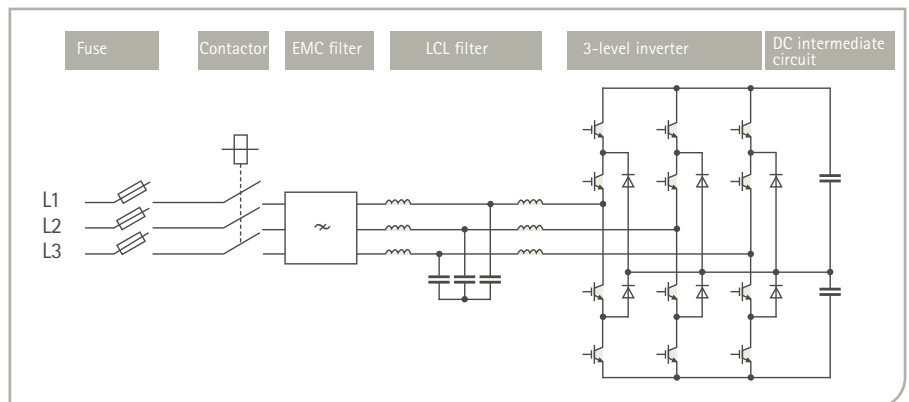 Fuse
Contactor
EMC filter
LCL filter
3-level inverter
DC intermediate
circuit
L1
L2
L3